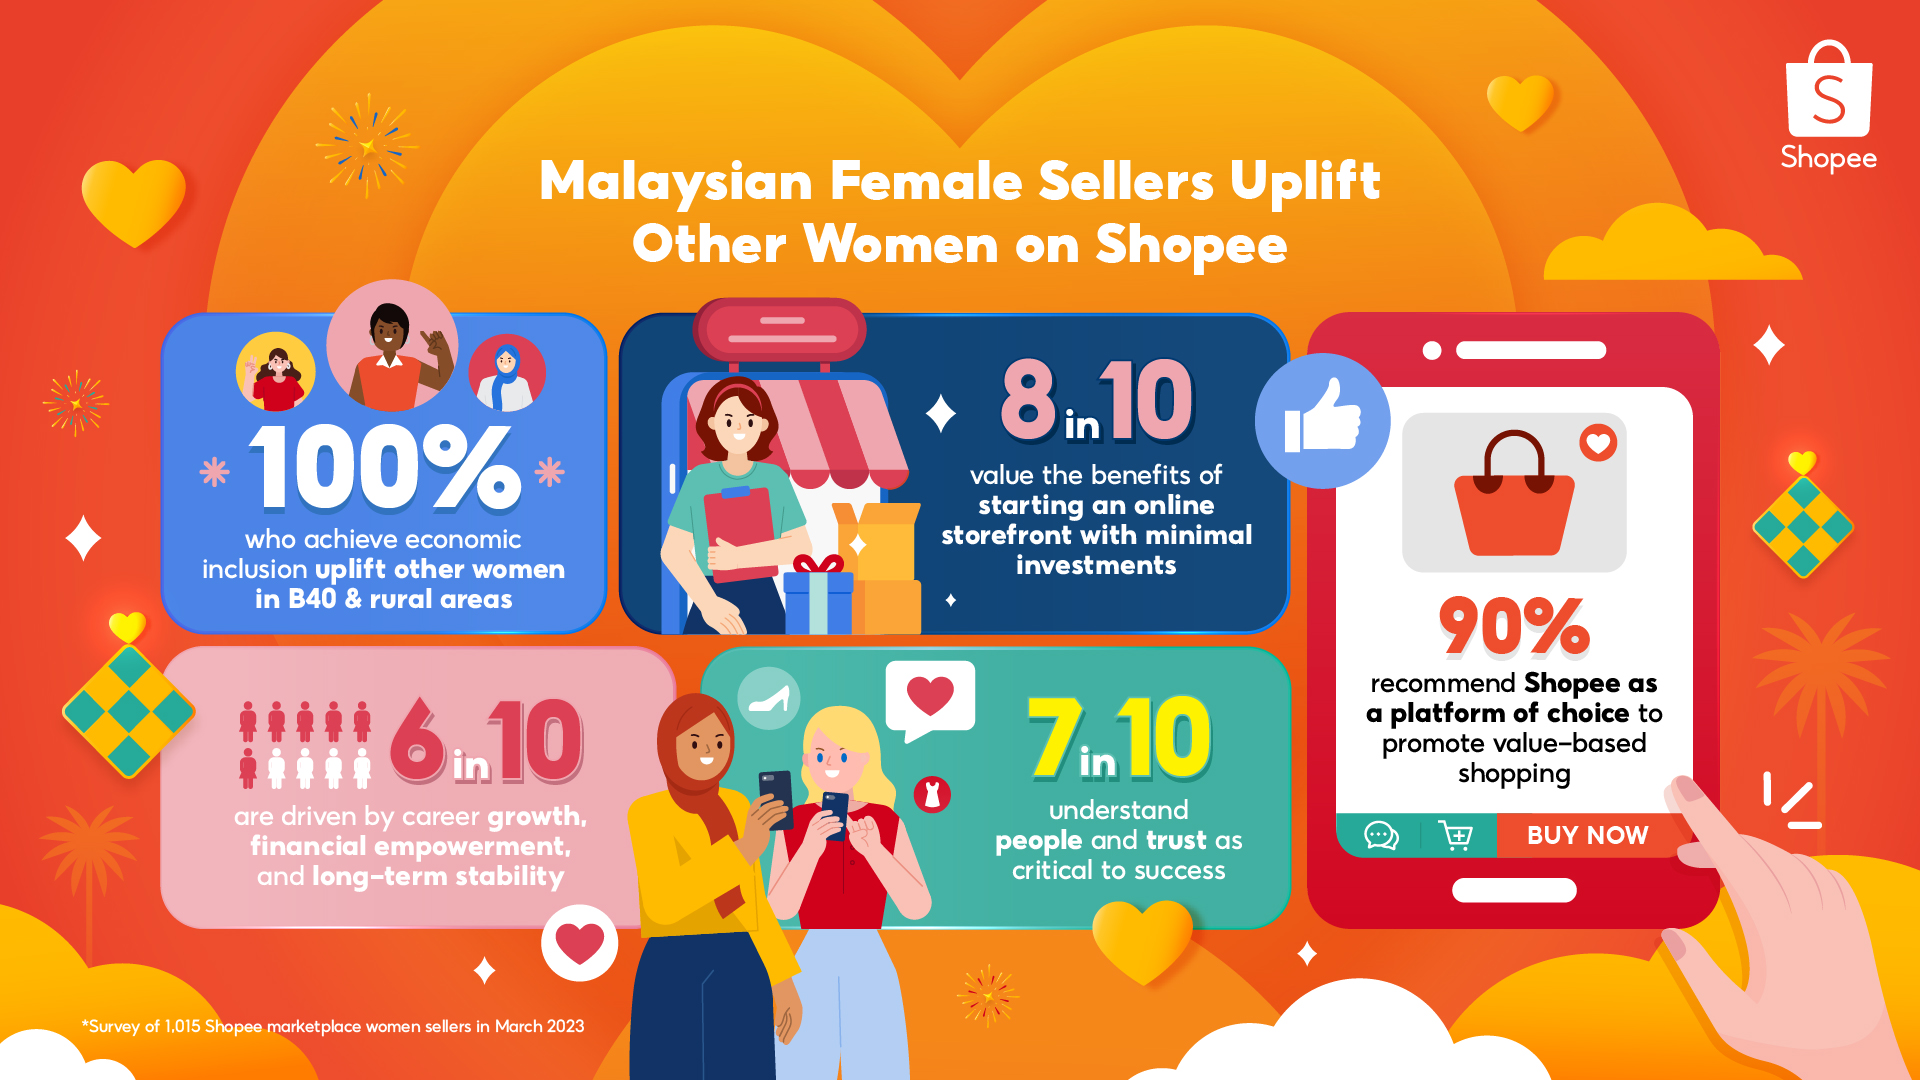 Shopee
Malaysian Female Sellers Uplift
Other Women on Shopee
100%
who achieve economic
inclusion uplift other women
in B40 & rural areas
8 in 10
value the benefits of
starting an online
storefront with minimal
investments
6 in 10
are driven by career growth,
financial empowerment,
and long-term stability
7 in 10
understand
people and trust as
critical to success
90%
recommend Shopee as
a platform of choice to
promote value-based
shopping
BUY NOW
*Survey of 1,015 Shopee marketplace women sellers in March 2023